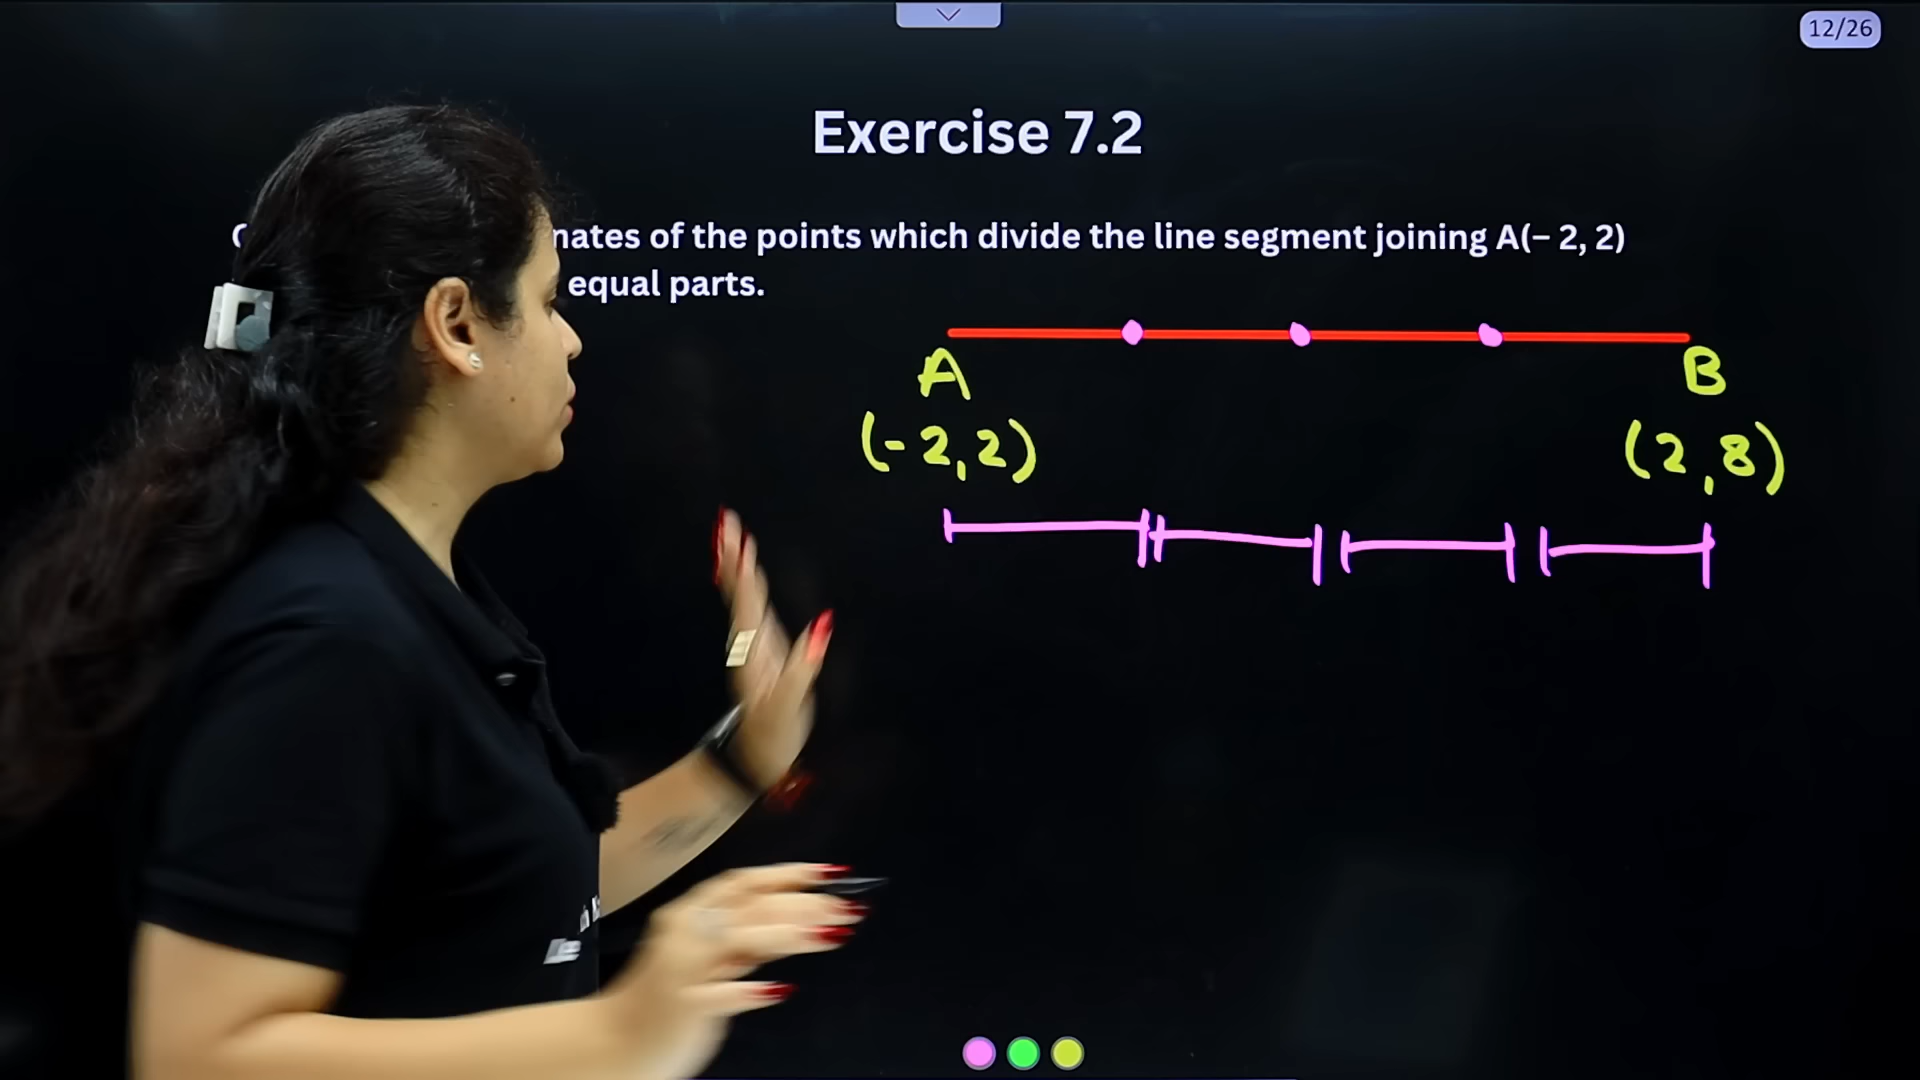 12/26
Exercise 7.2
of the points which divide the line segment joining A(– 2, 2)
equal parts.
A
B
(-2,2)
(2,8)